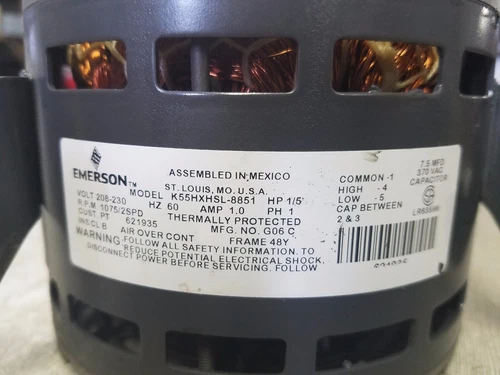 EMERSON™
ASSEMBLED IN MEXICO
ST. LOUIS, MO. U.S.A.
MODEL K55HXHSL-8851 HP 1/5
VOLT 208-230 HZ 60 AMP 1.0 PH 1
R.P.M 1075/2SPD THERMALLY PROTECTED
CUST. PT 621935 MFG. NO. G06 C
INS.CL B AIR OVER CONT FRAME 48Y
WARNING-FOLLOW ALL SAFETY INFORMATION. TO
REDUCE POTENTIAL ELECTRICAL SHOCK,
DISCONNECT POWER BEFORE SERVICING. FOLLOW
COMMON -1
HIGH -4
LOW -5
CAP BETWEEN
2 & 3
7.5 MFD
370 VAC
CAPACITOR